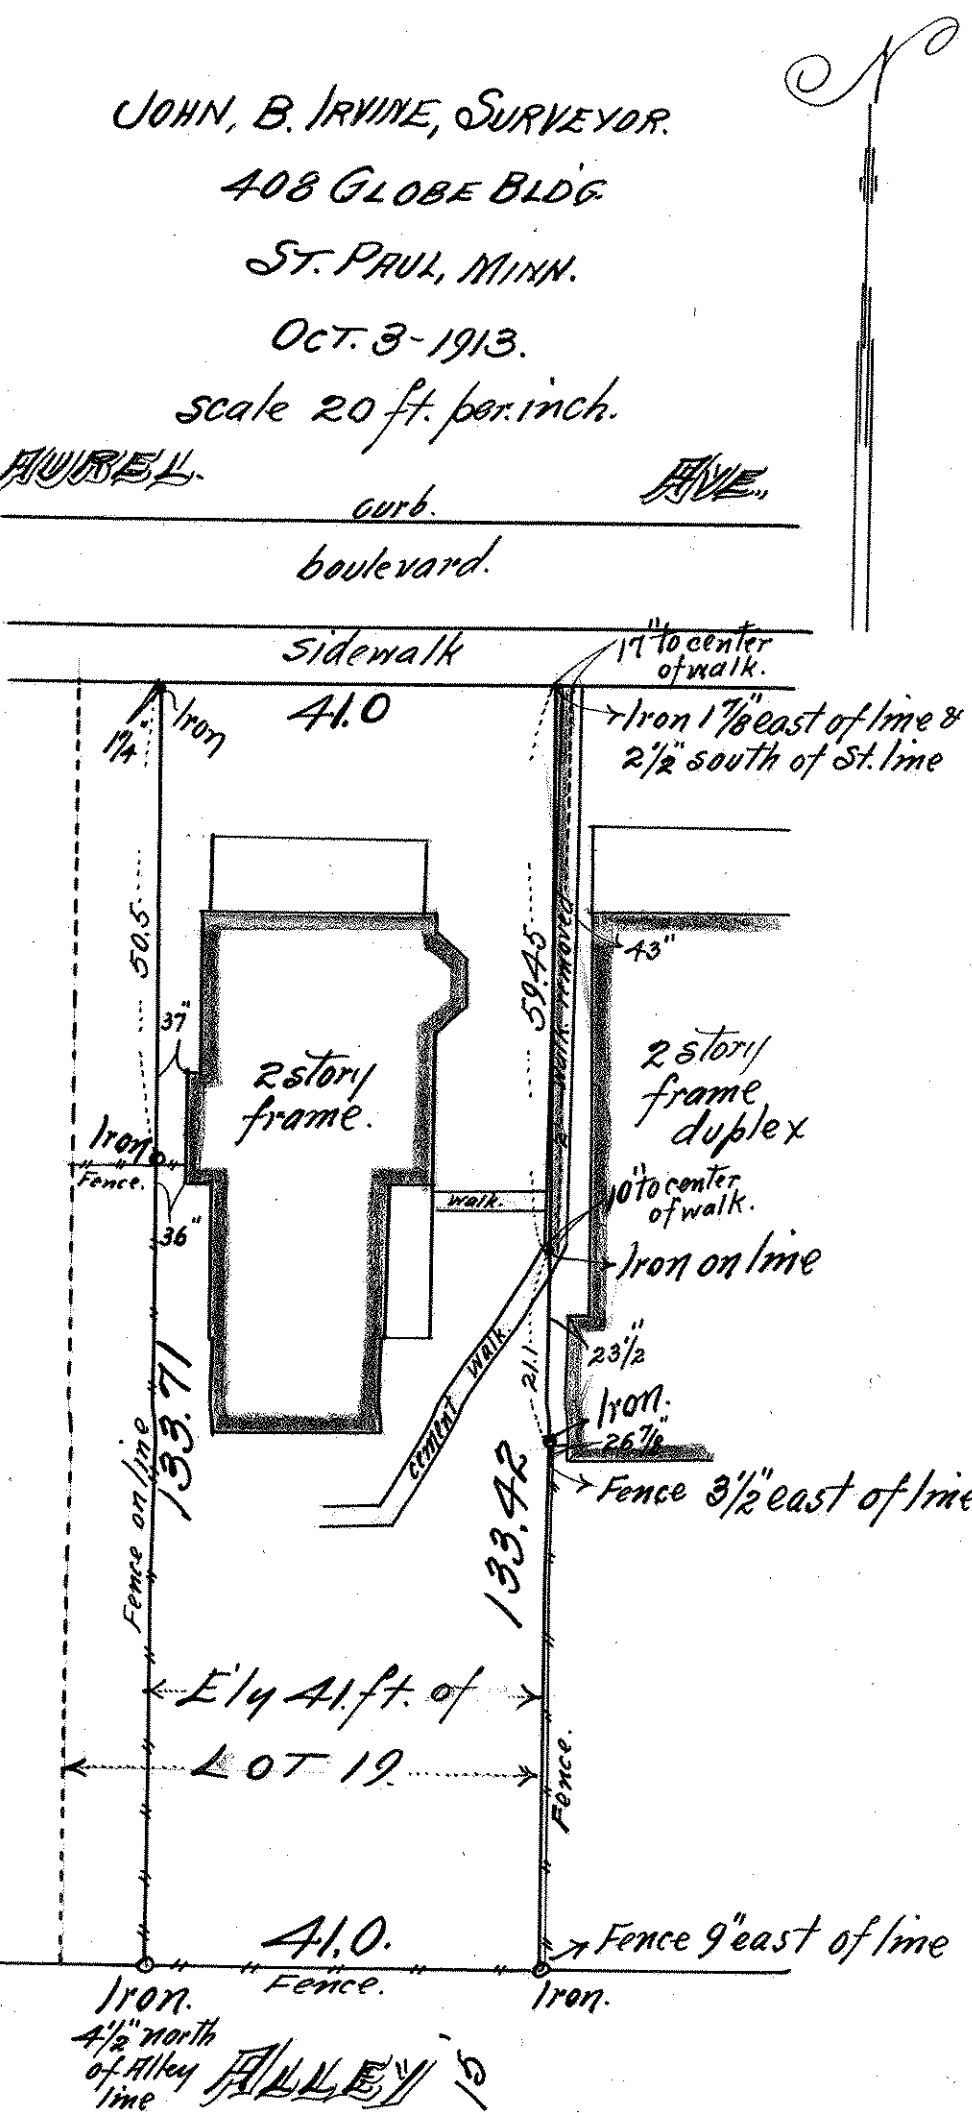 N
JOHN, B. IRVINE, SURVEYOR.
408 GLOBE BLDG.
ST. PAUL, MINN.
OCT. 3-1913.
scale 20 ft. per. inch.
AUREL. AVE.,
curb.
boulevard.
Sidewalk
17" to center
of walk.
41.0
Iron
1¼"
Iron 1⅞" east of line &
2½" south of St. line
50.5
59.45
walk removed
43"
37"
2 story
frame.
2 story
frame
duplex
Iron
Fence.
36"
walk.
10" to center
of walk.
Iron on line
cement walk.
21.1
23½"
Iron.
26⅞"
Fence 3½" east of line
Fence on line
133.71
133.42
E'ly 41. ft. of
LOT 19.
Fence.
41.0.
Fence.
Fence 9" east of line
Iron.
4½" north
of Alley
line
Iron.
ALLEY 15